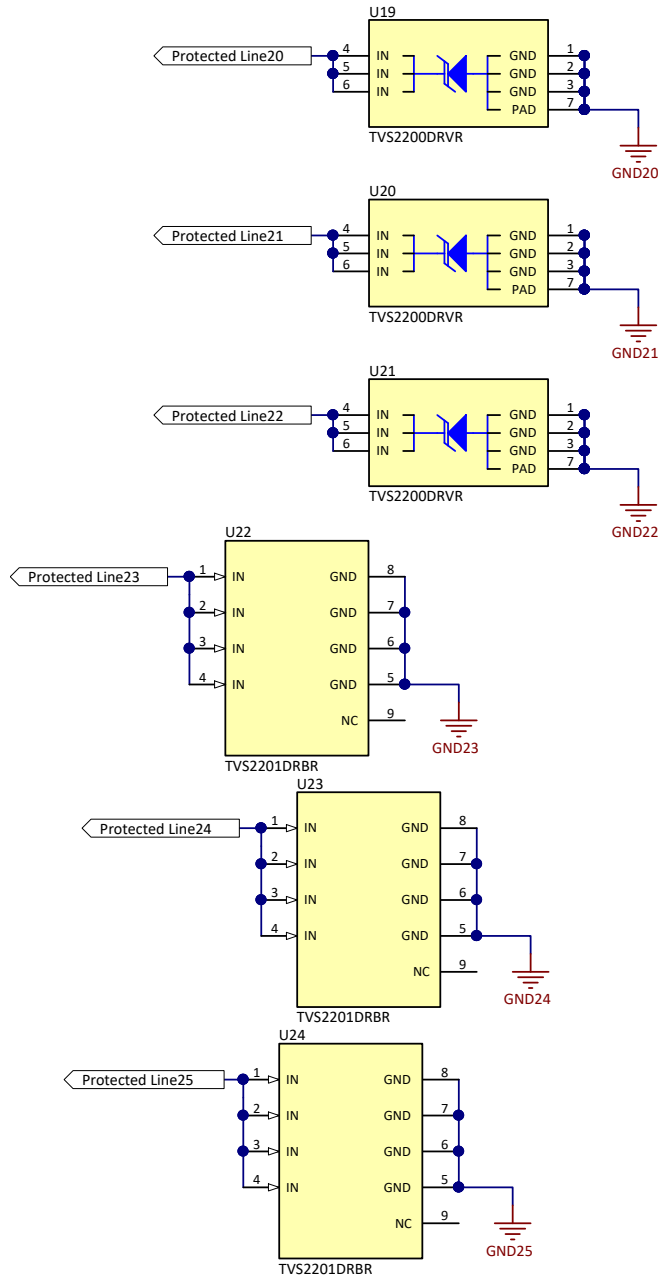 U19
Protected Line20 4 IN GND 1
5 IN GND 2
6 IN GND 3
PAD 7
TVS2200DRVR
GND20
U20
Protected Line21 4 IN GND 1
5 IN GND 2
6 IN GND 3
PAD 7
TVS2200DRVR
GND21
U21
Protected Line22 4 IN GND 1
5 IN GND 2
6 IN GND 3
PAD 7
TVS2200DRVR
GND22
U22
Protected Line23 1 IN GND 8
2 IN GND 7
3 IN GND 6
4 IN GND 5
NC 9
GND23
TVS2201DRBR
U23
Protected Line24 1 IN GND 8
2 IN GND 7
3 IN GND 6
4 IN GND 5
NC 9
GND24
TVS2201DRBR
U24
Protected Line25 1 IN GND 8
2 IN GND 7
3 IN GND 6
4 IN GND 5
NC 9
GND25
TVS2201DRBR